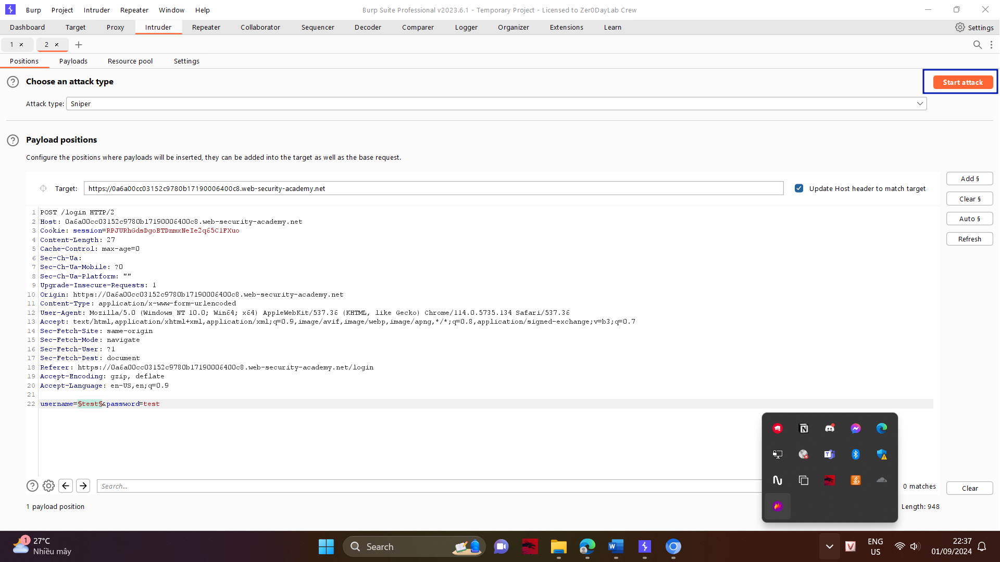 Burp Project Intruder Repeater Window Help
Burp Suite Professional v2023.6.1 - Temporary Project - Licensed to Zer0DayLab Crew
Dashboard Target Proxy Intruder Repeater Collaborator Sequencer Decoder Comparer Logger Organizer Extensions Learn
Settings
1 × 2 × +
Positions Payloads Resource pool Settings
? Choose an attack type
Start attack
Attack type: Sniper
? Payload positions
Configure the positions where payloads will be inserted, they can be added into the target as well as the base request.
Target: https://0a6a00cc03152c9780b17190006400c8.web-security-academy.net
Update Host header to match target
Add §
Clear §
Auto §
Refresh
1 POST /login HTTP/2
2 Host: 0a6a00cc03152c9780b17190006400c8.web-security-academy.net
3 Cookie: session=RPJURhGdsDgoBTDnmxNeIe2q65ClFXuo
4 Content-Length: 27
5 Cache-Control: max-age=0
6 Sec-Ch-Ua:
7 Sec-Ch-Ua-Mobile: ?0
8 Sec-Ch-Ua-Platform: ""
9 Upgrade-Insecure-Requests: 1
10 Origin: https://0a6a00cc03152c9780b17190006400c8.web-security-academy.net
11 Content-Type: application/x-www-form-urlencoded
12 User-Agent: Mozilla/5.0 (Windows NT 10.0; Win64; x64) AppleWebKit/537.36 (KHTML, like Gecko) Chrome/114.0.5735.134 Safari/537.36
13 Accept: text/html,application/xhtml+xml,application/xml;q=0.9,image/avif,image/webp,image/apng,*/*;q=0.8,application/signed-exchange;v=b3;q=0.7
14 Sec-Fetch-Site: same-origin
15 Sec-Fetch-Mode: navigate
16 Sec-Fetch-User: ?1
17 Sec-Fetch-Dest: document
18 Referer: https://0a6a00cc03152c9780b17190006400c8.web-security-academy.net/login
19 Accept-Encoding: gzip, deflate
20 Accept-Language: en-US,en;q=0.9
21
22 username=§test§&password=test
? Search...
0 matches
Clear
1 payload position
Length: 948
1
27°C
Nhiều mây
Search
ENG
US
22:37
01/09/2024